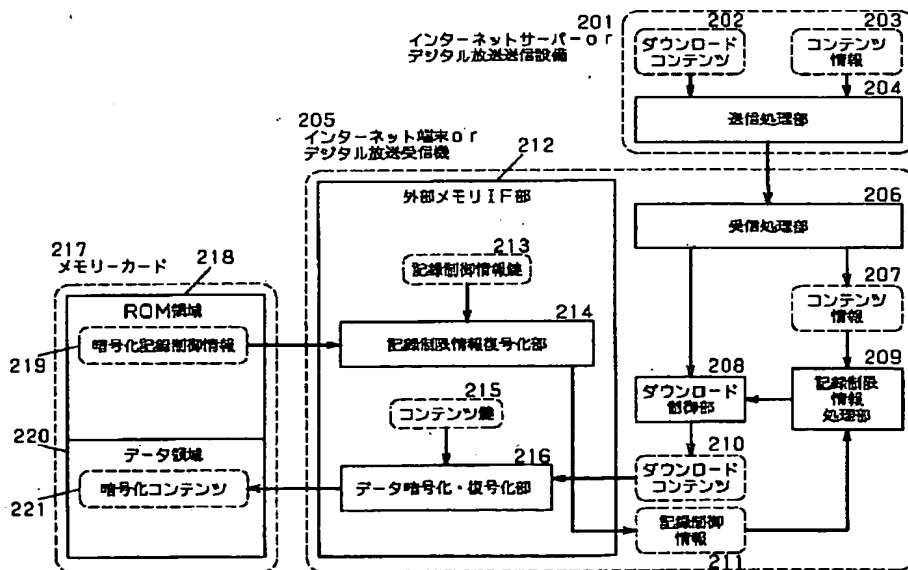 201
インターネットサーバーor
デジタル放送送信設備
202
ダウンロード
コンテンツ
203
コンテンツ
情報
204
送信処理部
205
インターネット端末or
デジタル放送受信機
212
外部メモリIF部
206
受信処理部
207
コンテンツ
情報
213
記録制御情報鍵
214
記録制限情報復号化部
208
ダウンロード
制御部
209
記録制限
情報
処理部
215
コンテンツ鍵
216
データ暗号化・復号化部
210
ダウンロード
コンテンツ
記録制御
情報
211
217
メモリーカード
218
ROM領域
219
暗号化記録制御情報
220
データ領域
221
暗号化コンテンツ